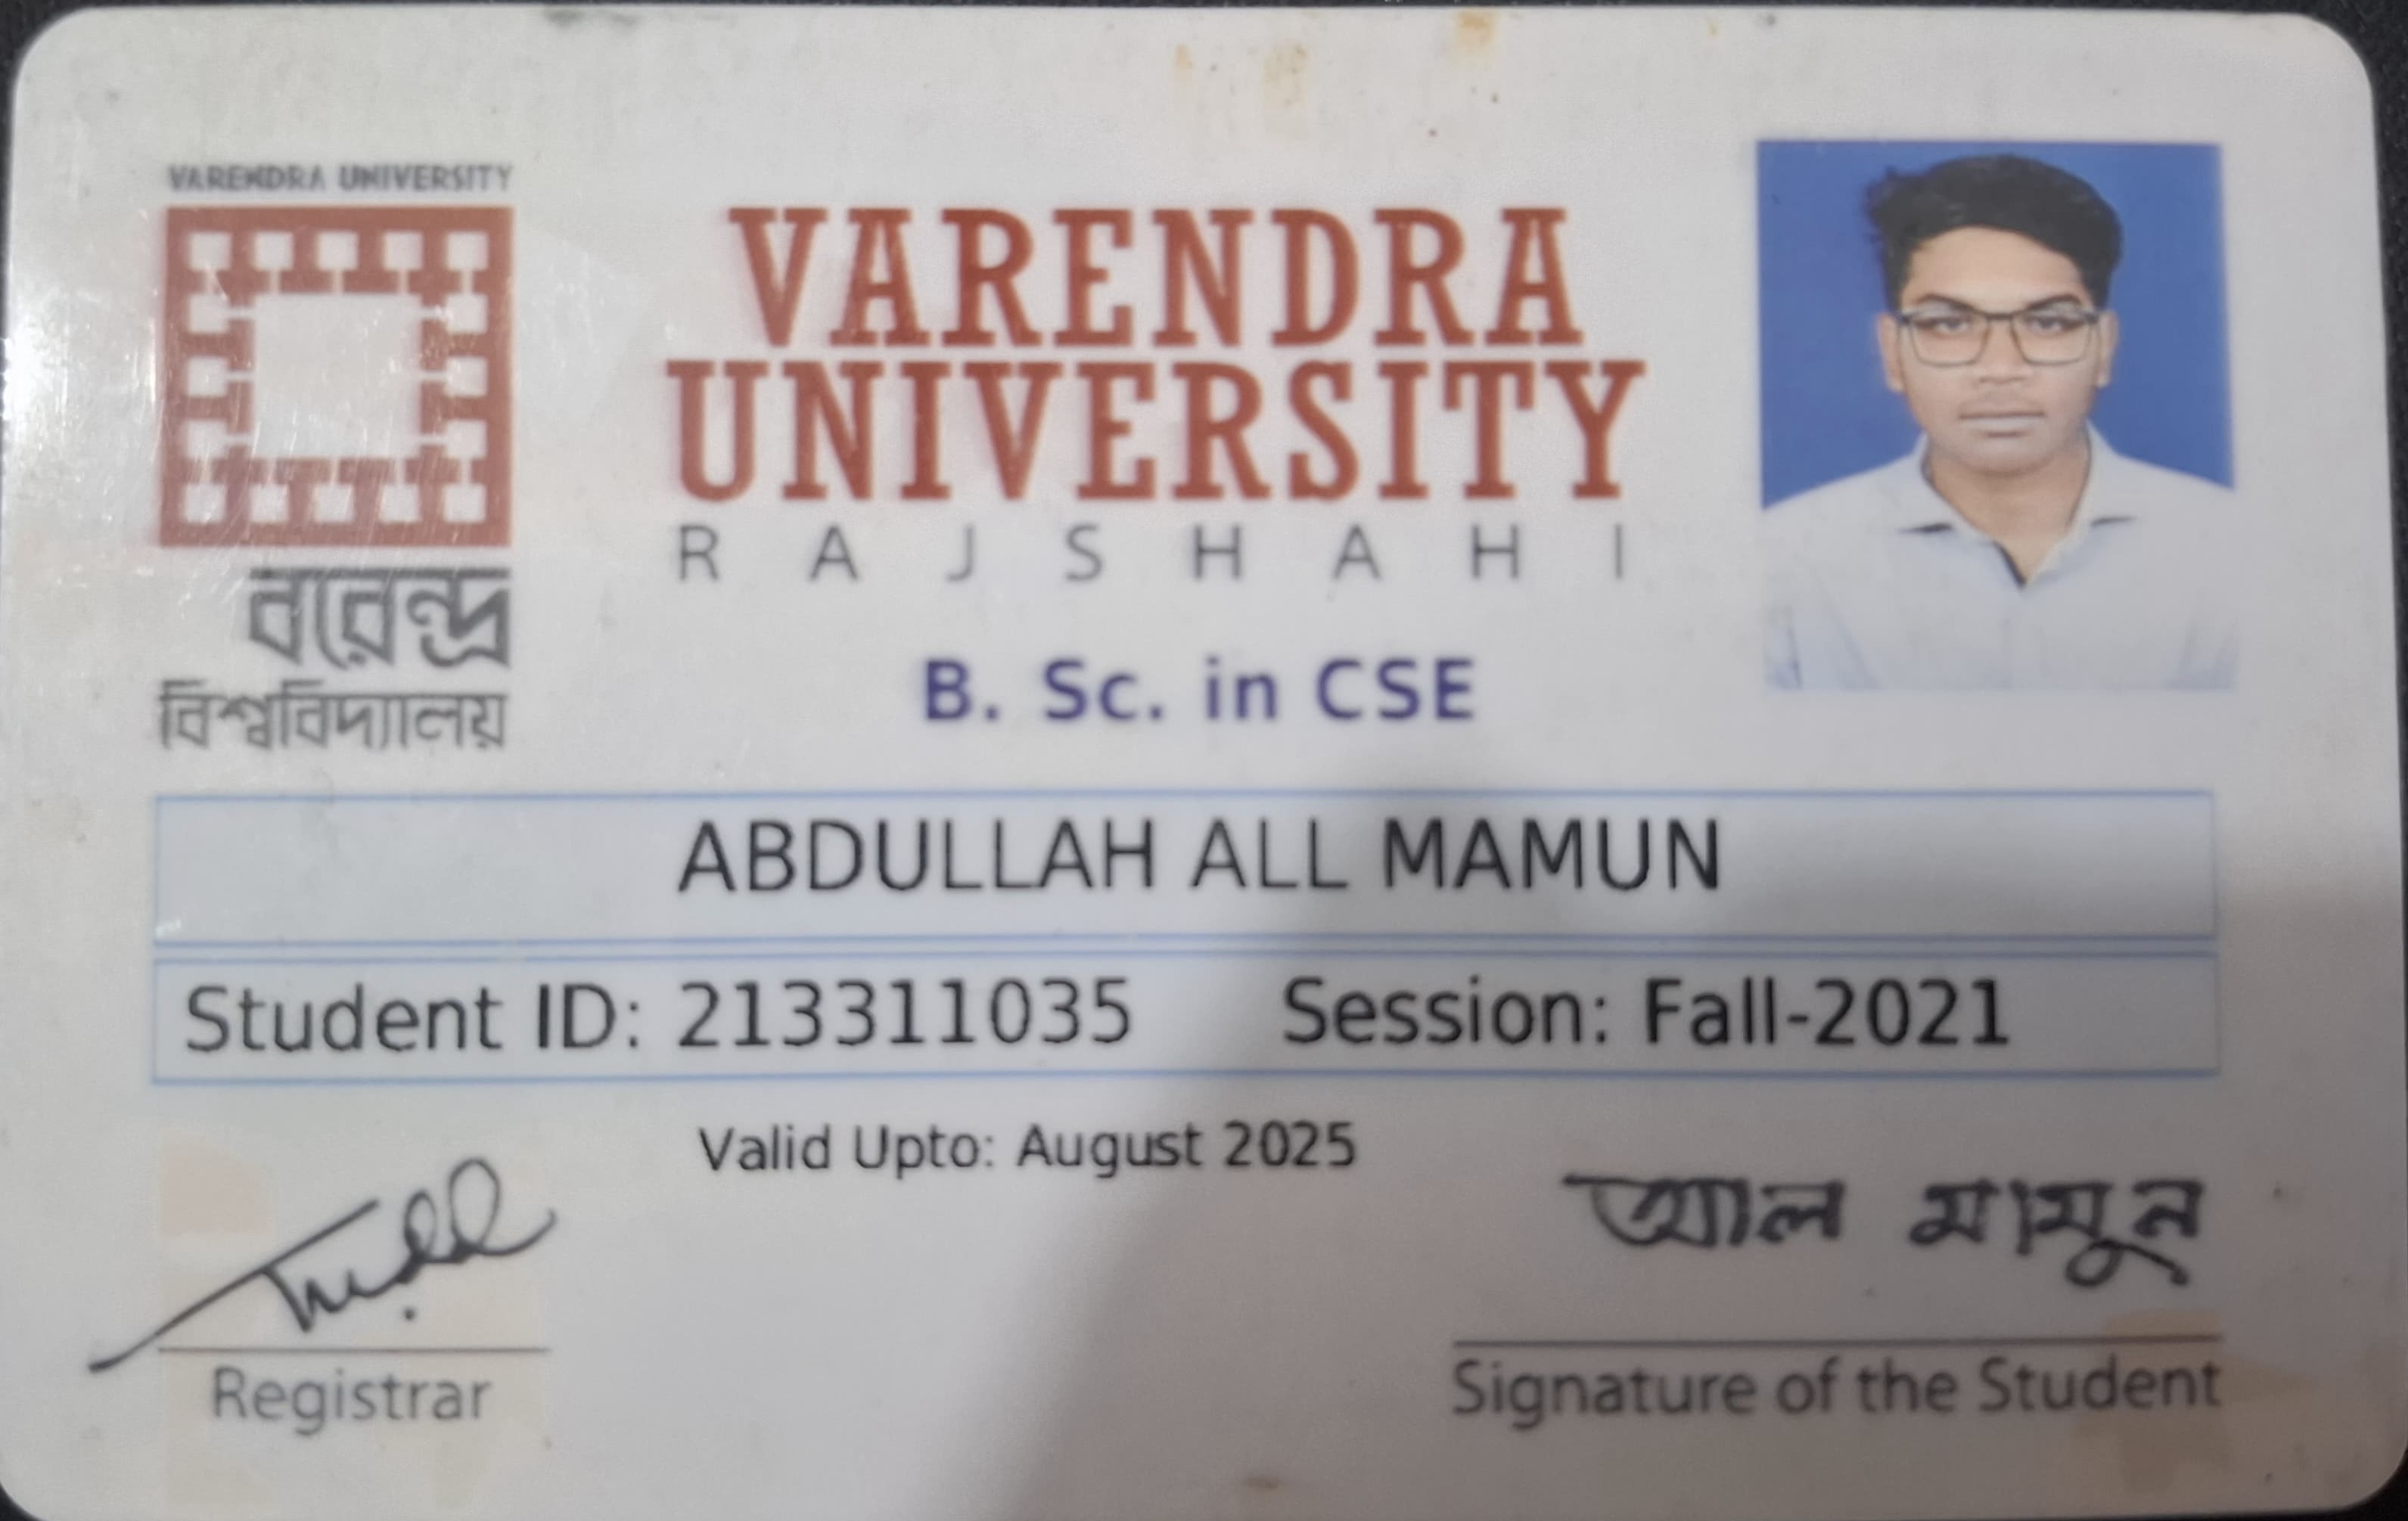 VARENDRA UNIVERSITY
বরেন্দ্র
বিশ্ববিদ্যালয়
VARENDRA
UNIVERSITY
RAJSHAHI
B. Sc. in CSE
ABDULLAH ALL MAMUN
Student ID: 213311035 Session: Fall-2021
Valid Upto: August 2025
আল মামুন
Registrar
Signature of the Student